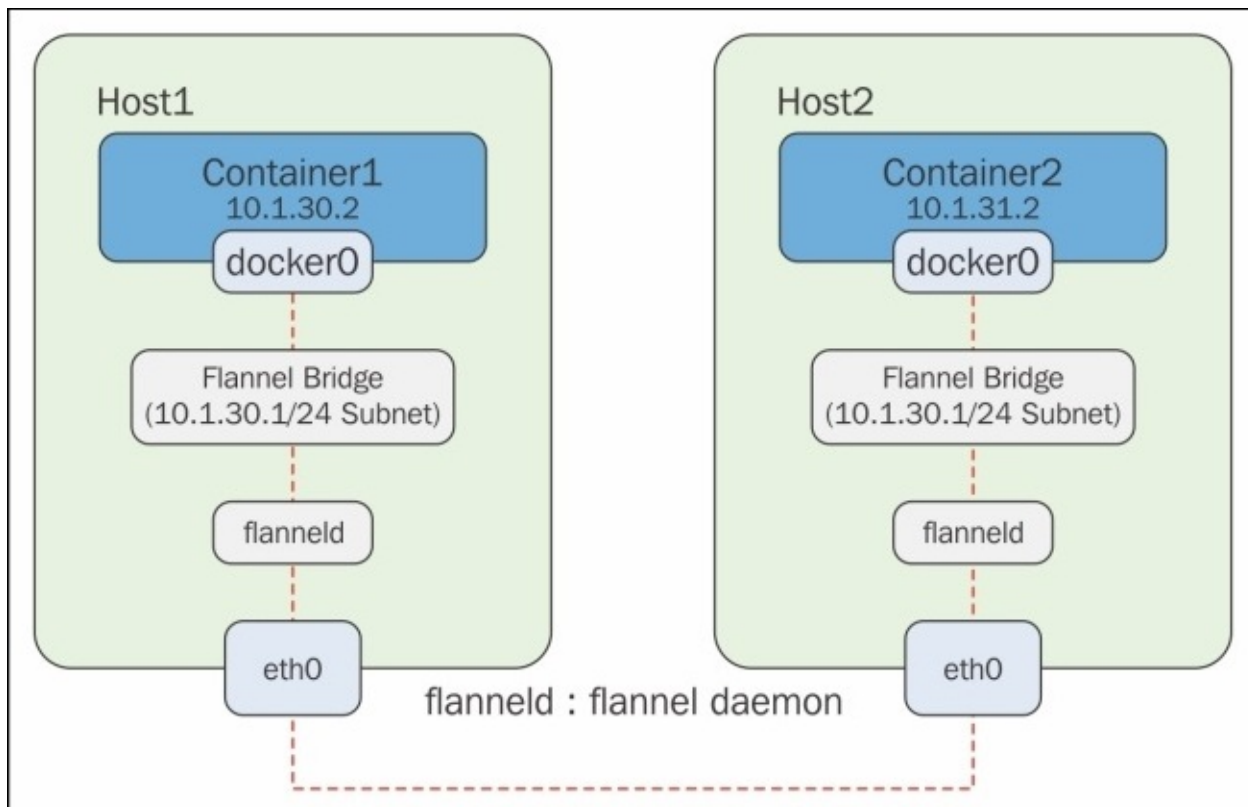 Host1
Container1
10.1.30.2
docker0
Flannel Bridge
(10.1.30.1/24 Subnet)
flanneld
eth0
Host2
Container2
10.1.31.2
docker0
Flannel Bridge
(10.1.30.1/24 Subnet)
flanneld
eth0
flanneld : flannel daemon